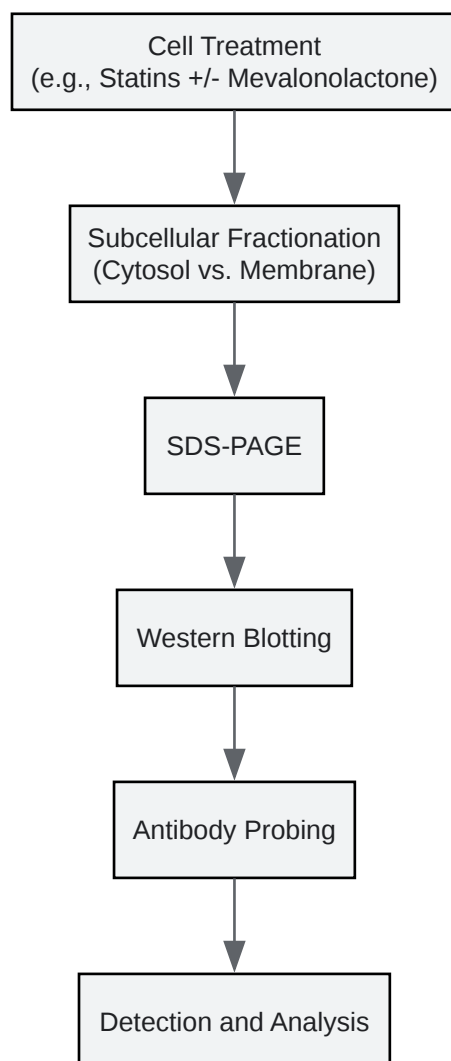 Cell Treatment
(e.g., Statins +/- Mevalonolactone)
Subcellular Fractionation
(Cytosol vs. Membrane)
SDS-PAGE
Western Blotting
Antibody Probing
Detection and Analysis